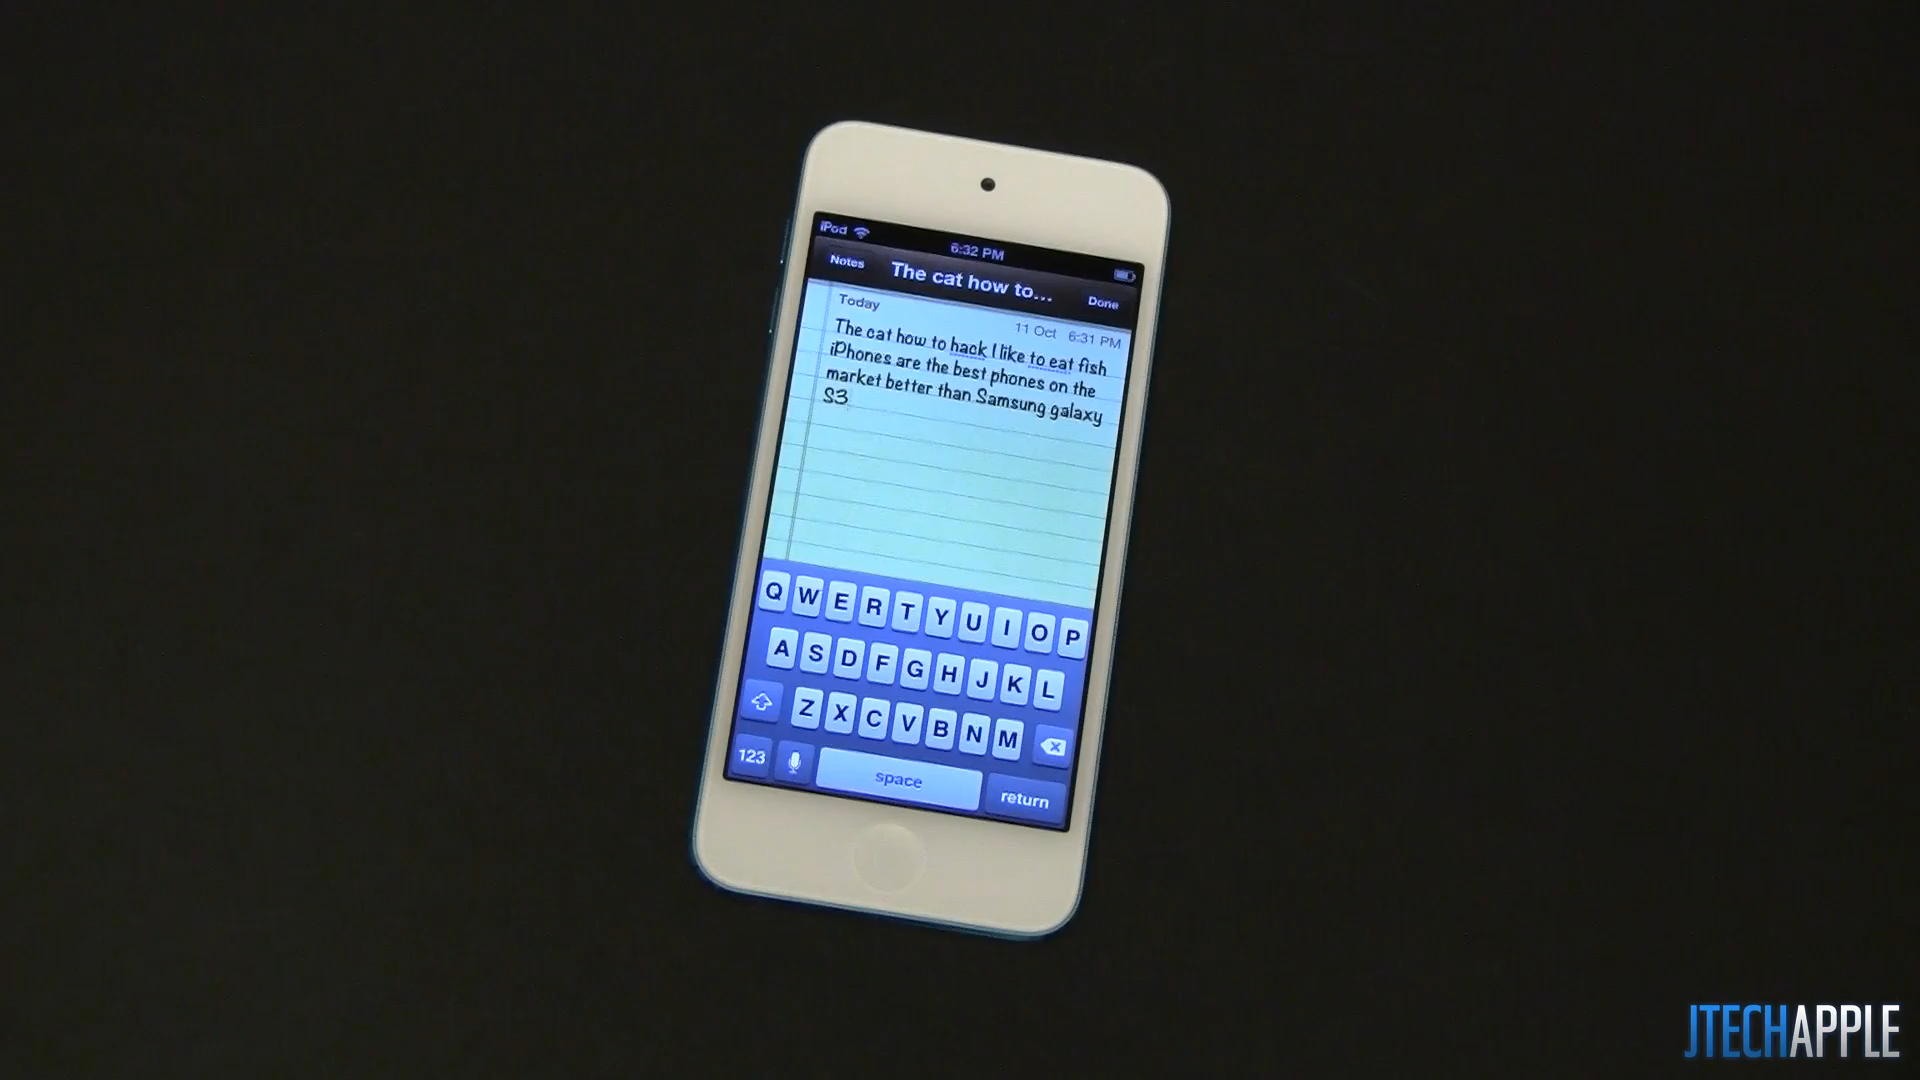 iPod 6:32 PM
Notes The cat how to... Done
Today 11 Oct 6:31 PM
The cat how to hack I like to eat fish
iPhones are the best phones on the
market better than Samsung galaxy
S3
Q W E R T Y U I O P
A S D F G H J K L
Z X C V B N M
123 space return
JTECHAPPLE